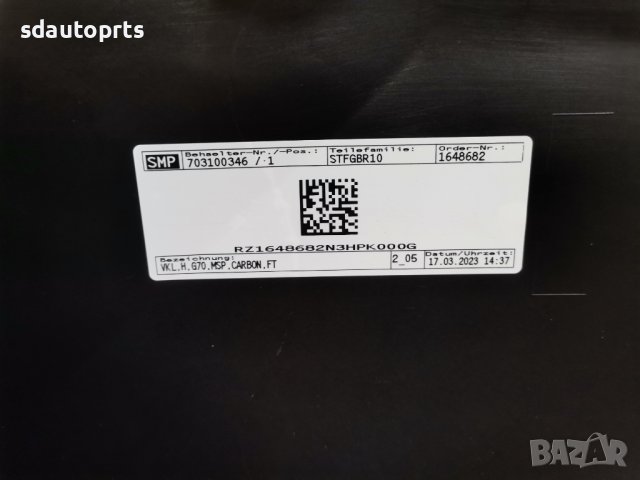 sdautoprts
SMP
Behaelter-Nr./-Pos.: Teilefamilie: Order-Nr.:
703100346 / 1 STFGBR10 1648682
RZ1648682N3HPK000G
Bezeichnung: 2_05 Datum/Uhrzeit:
VKL.H.G70.MSP.CARBON.FT 17.03.2023 14:37
BAZAR